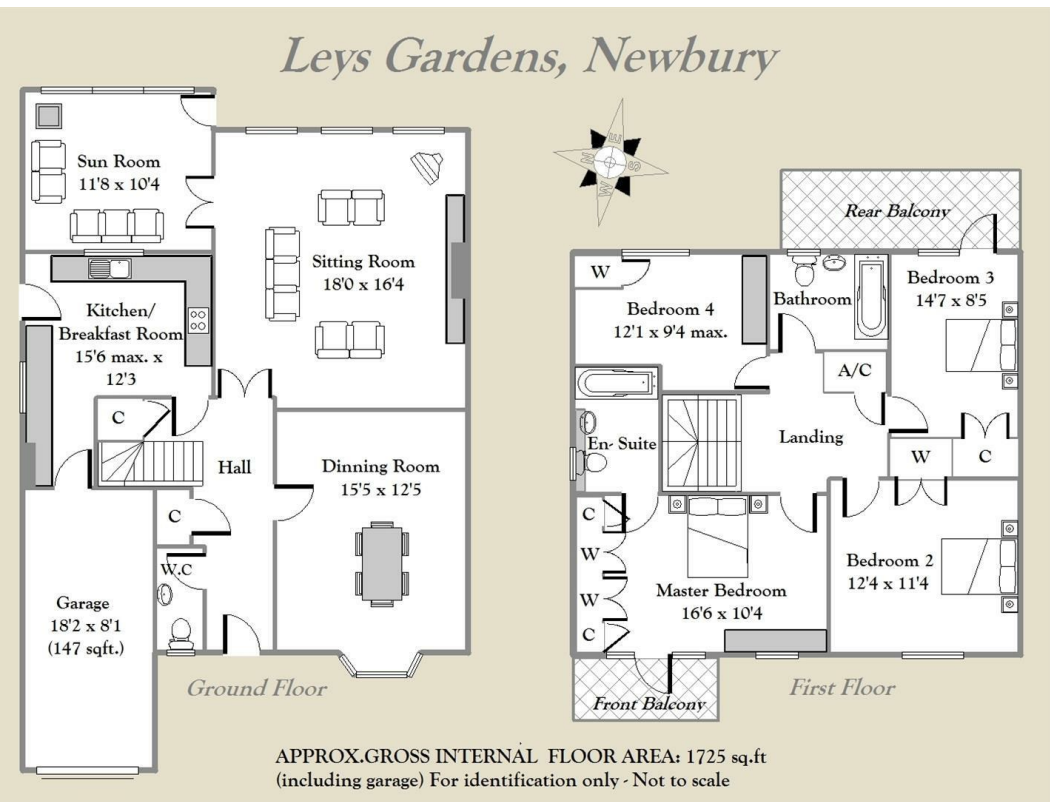 Leys Gardens, Newbury
Sun Room
11'8 x 10'4
Sitting Room
18'0 x 16'4
Kitchen/
Breakfast Room
15'6 max. x
12'3
C
Hall
Dinning Room
15'5 x 12'5
C
W.C
Garage
18'2 x 8'1
(147 sqft.)
Ground Floor
N
E
S
W
Rear Balcony
W
Bedroom 4
12'1 x 9'4 max.
Bathroom
Bedroom 3
14'7 x 8'5
A/C
En- Suite
Landing
W
C
C
W
W
C
Master Bedroom
16'6 x 10'4
Bedroom 2
12'4 x 11'4
Front Balcony
First Floor
APPROX.GROSS INTERNAL FLOOR AREA: 1725 sq.ft
(including garage) For identification only - Not to scale